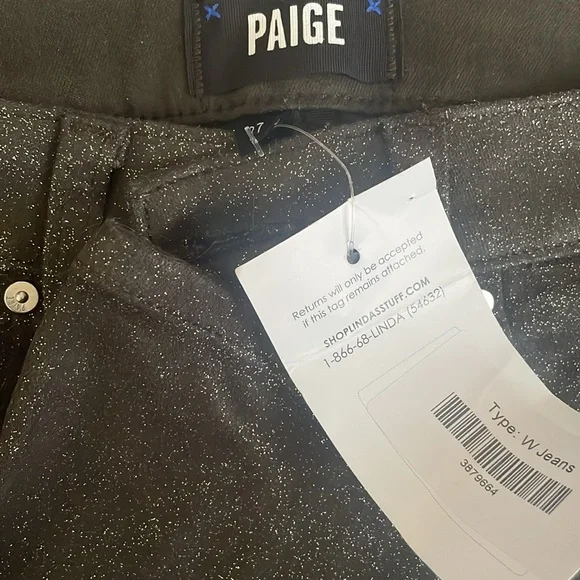 PAIGE
27
Returns will only be accepted
if this tag remains attached.
SHOPLINDASSTUFF.COM
1-866-68-LINDA (54632)
Type: W Jeans
3879664